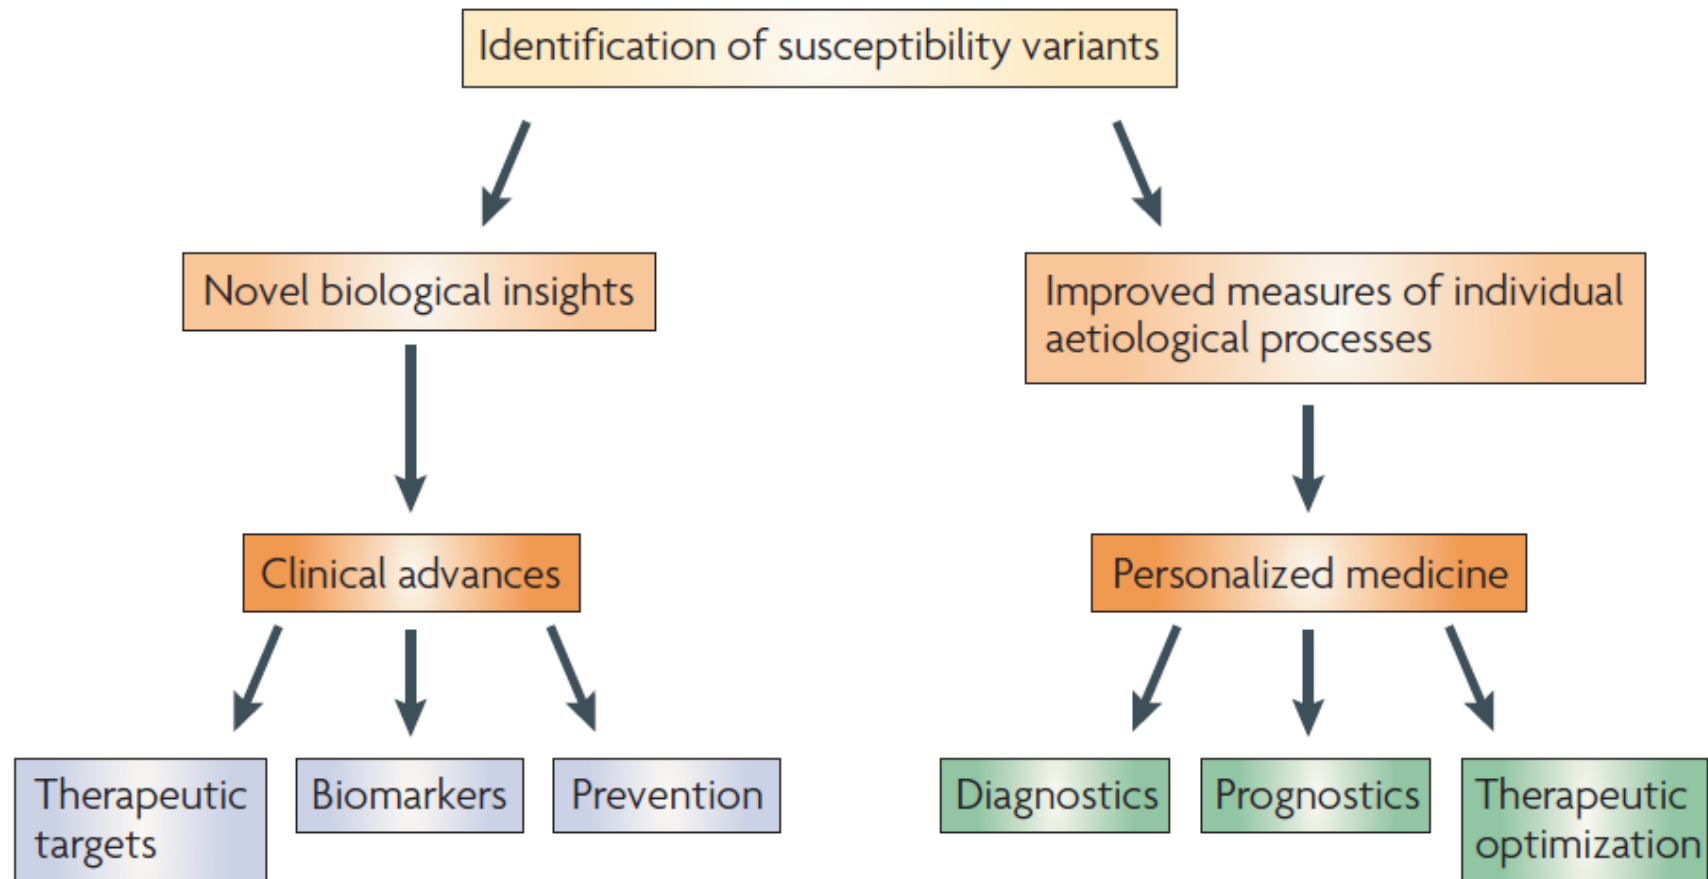 Identification of susceptibility variants
Novel biological insights
Improved measures of individual
aetiological processes
Clinical advances
Personalized medicine
Therapeutic
targets
Biomarkers
Prevention
Diagnostics
Prognostics
Therapeutic
optimization